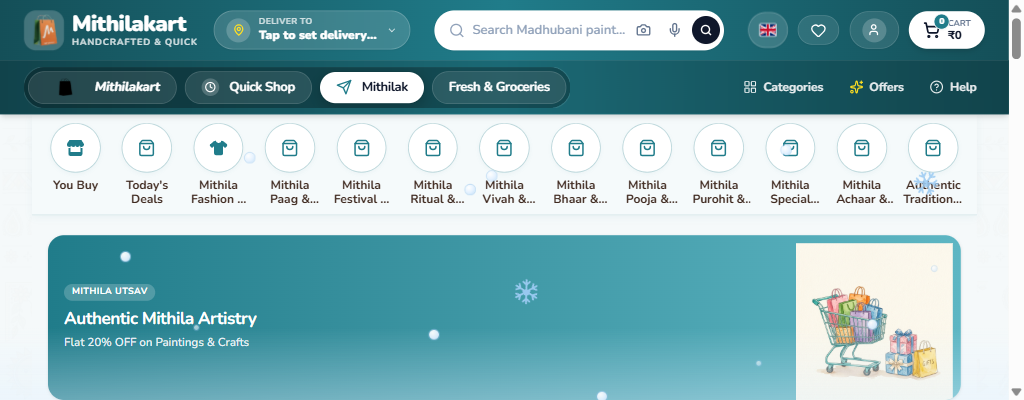 Mithilakart
HANDCRAFTED & QUICK
DELIVER TO
Tap to set delivery...
Search Madhubani paint...
0
CART
₹0
Mithilakart
Quick Shop
Mithilak
Fresh & Groceries
Categories
Offers
Help
You Buy
Today's
Deals
Mithila
Fashion ...
Mithila
Paag &...
Mithila
Festival ...
Mithila
Ritual &...
Mithila
Vivah &...
Mithila
Bhaar &...
Mithila
Pooja &...
Mithila
Purohit &..
Mithila
Special...
Mithila
Achaar &..
Authentic
Tradition...
MITHILA UTSAV
Authentic Mithila Artistry
Flat 20% OFF on Paintings & Crafts